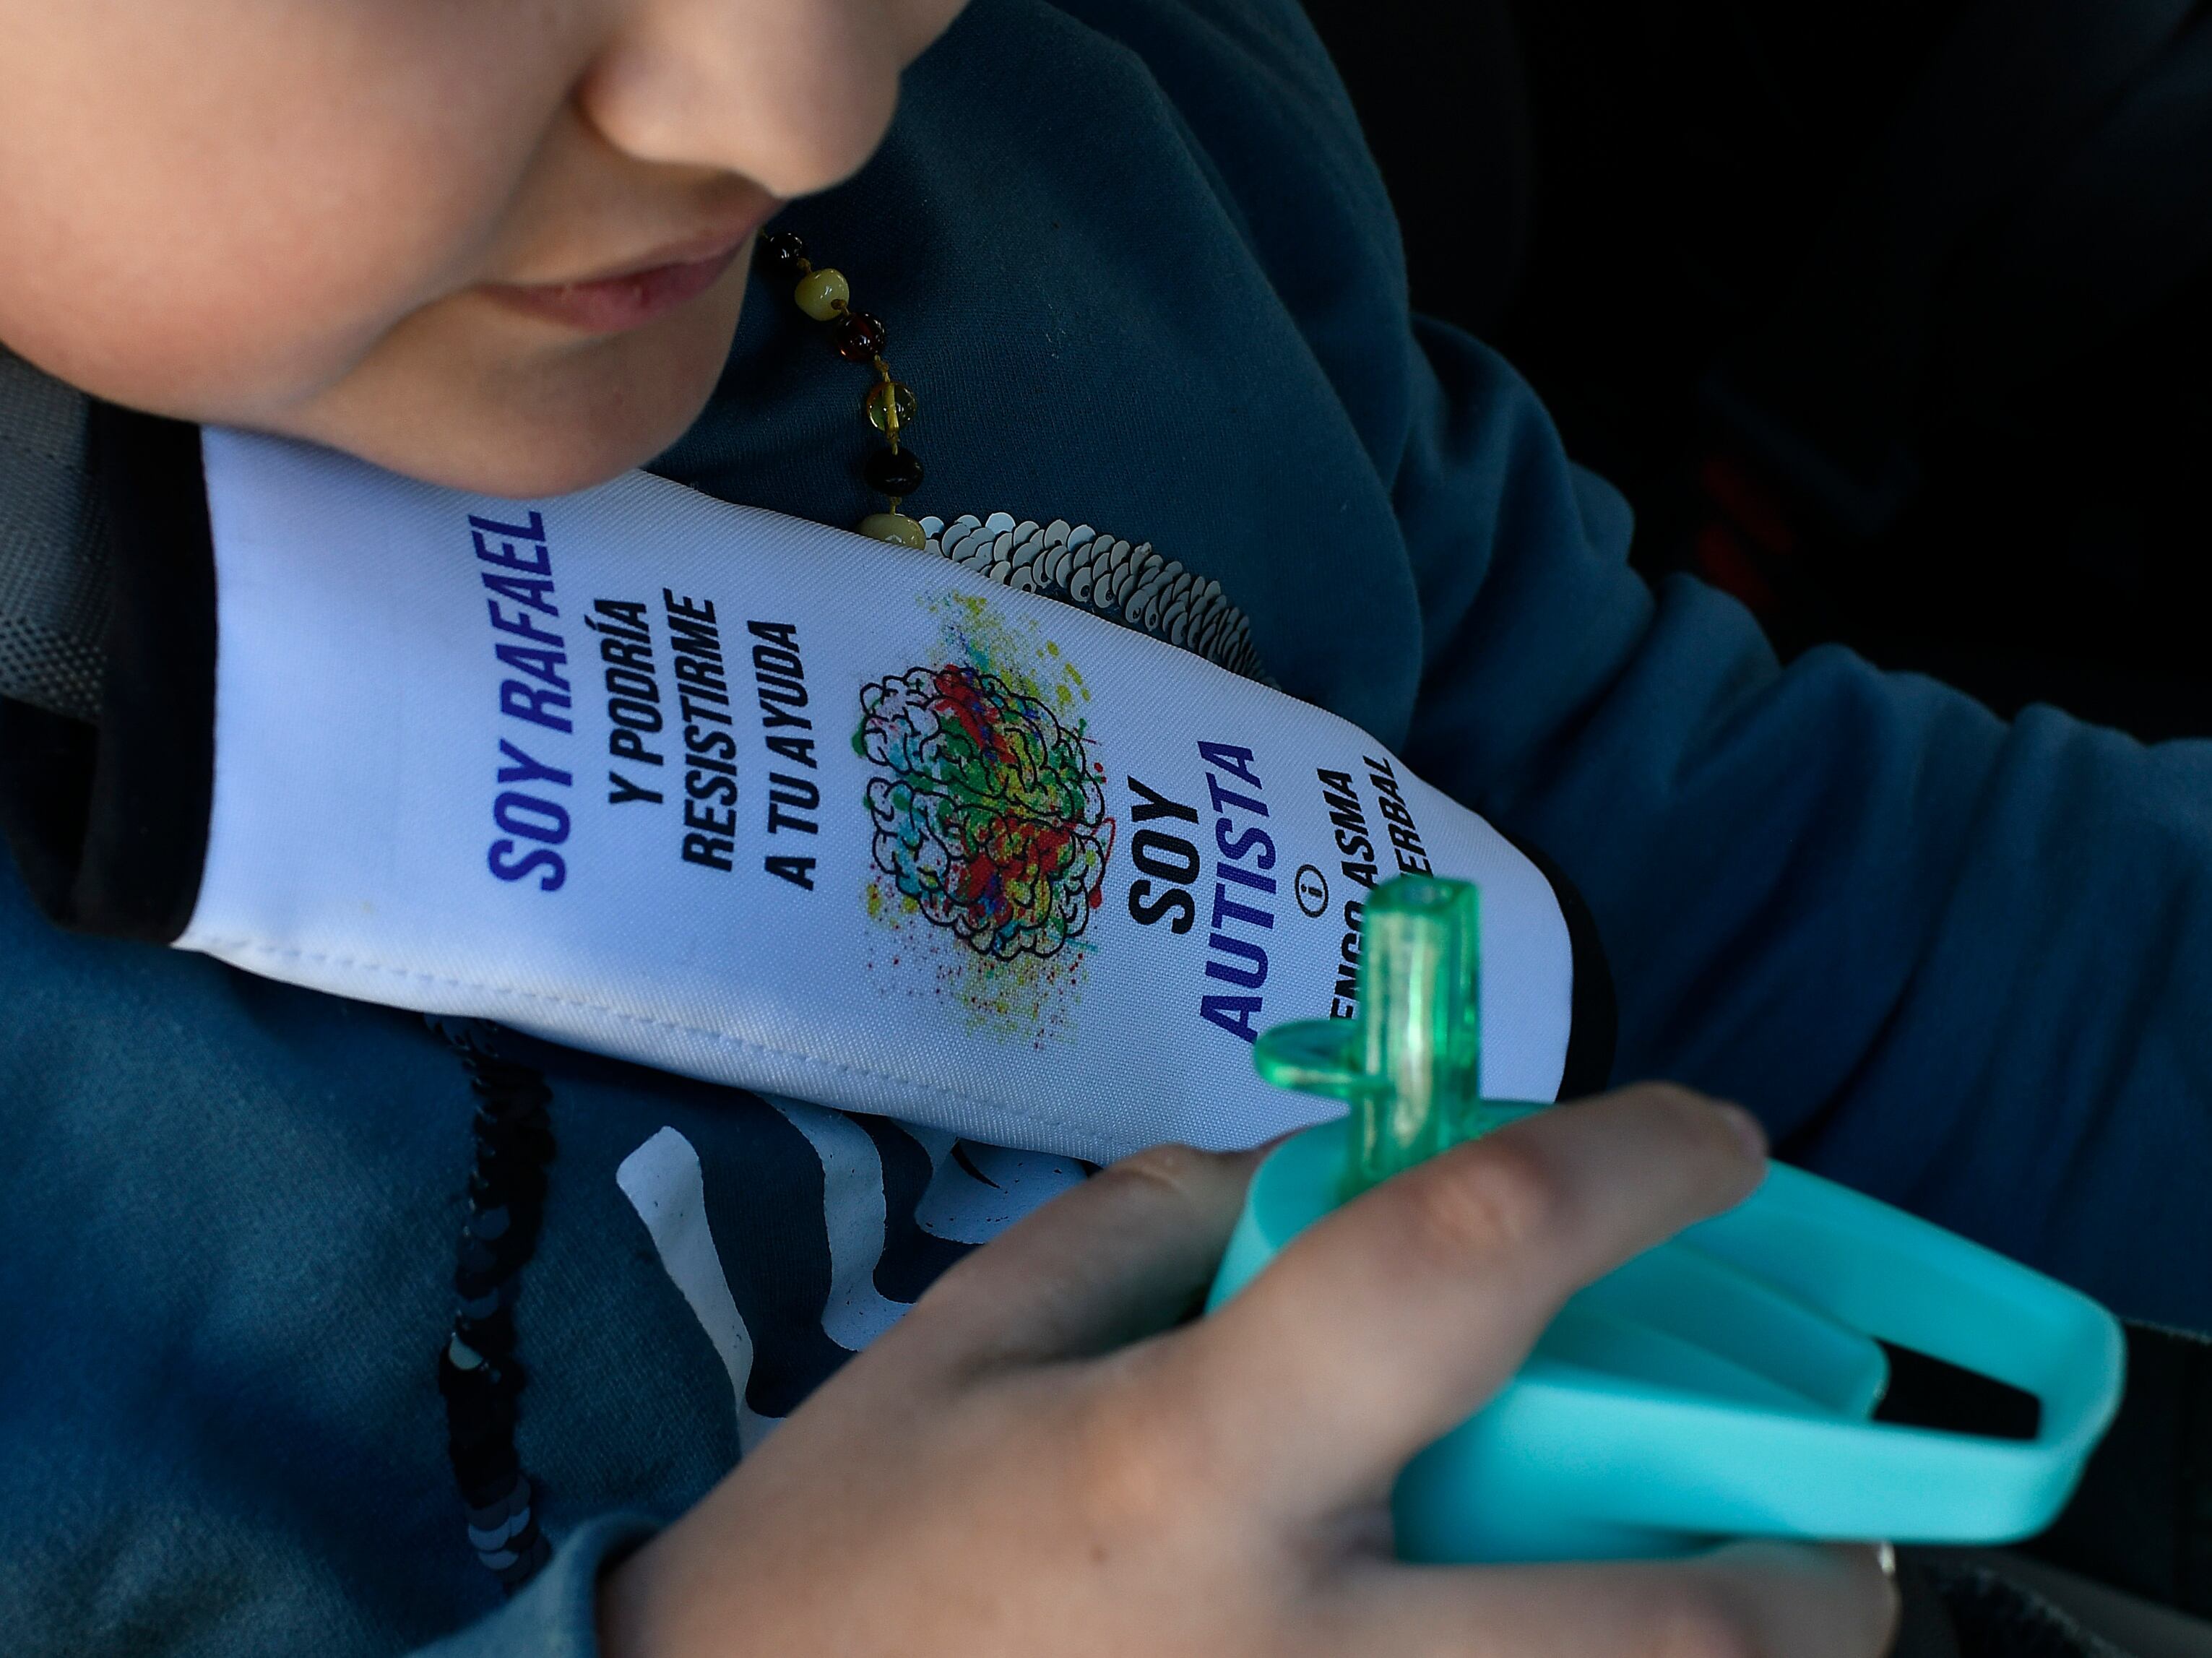 SOY RAFAEL
Y PODRÍA
RESISTIRME
A TU AYUDA
SOY
AUTISTA
ASMA